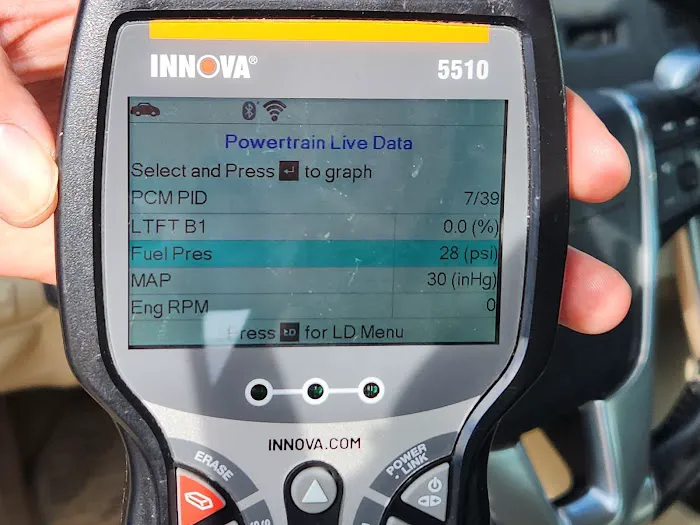 INNOVA® 5510
Powertrain Live Data
Select and Press ↵ to graph
PCM PID 7/39
LTFT B1 0.0 (%)
Fuel Pres 28 (psi)
MAP 30 (inHg)
Eng RPM 0
Press LD for LD Menu
INNOVA.COM
ERASE
POWER
LINK